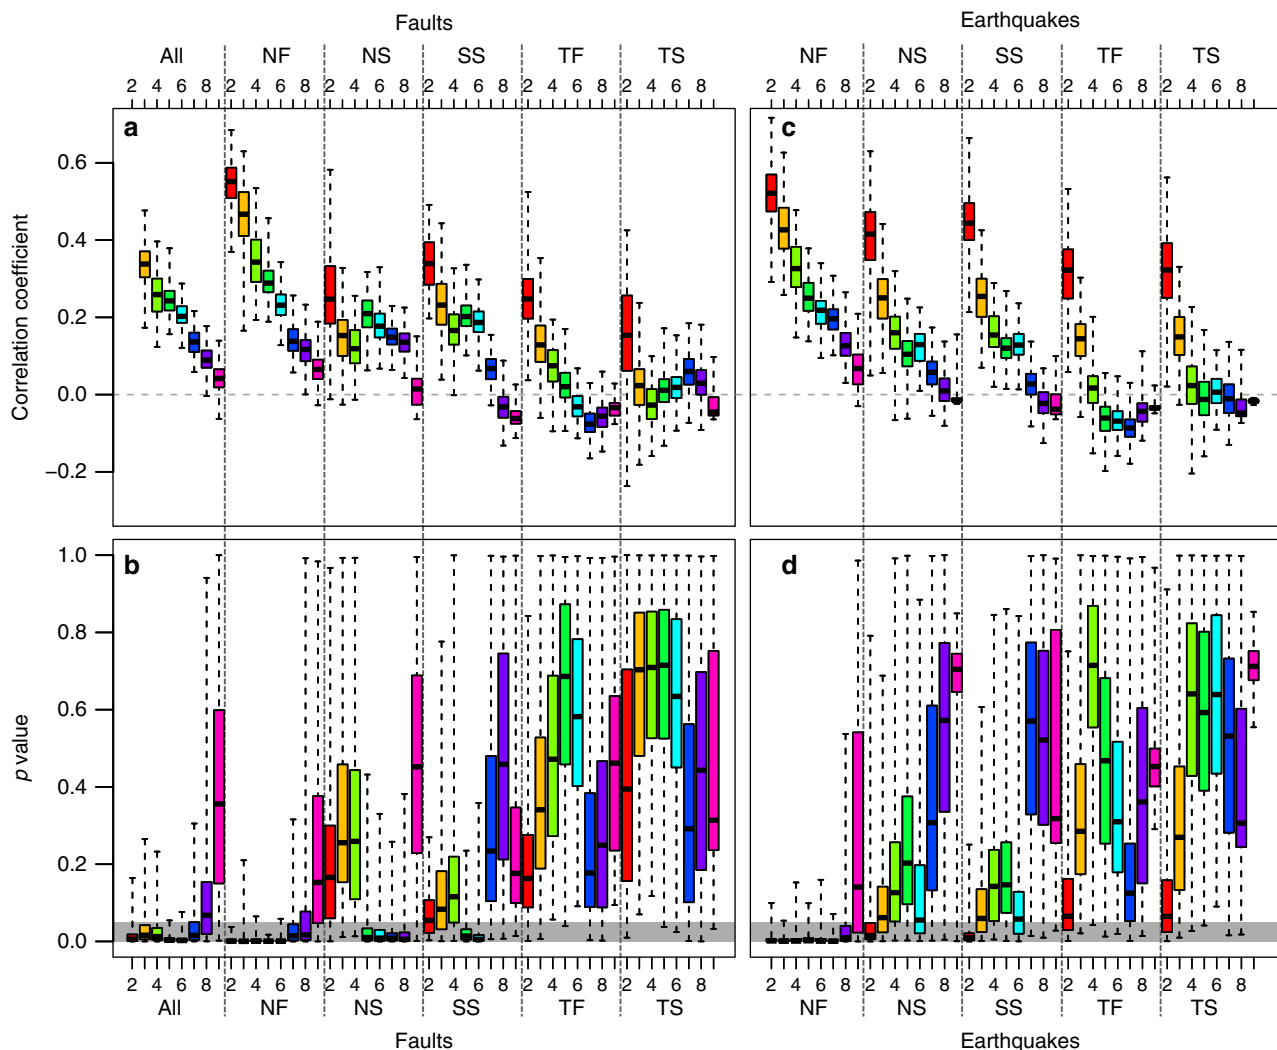 Faults
Earthquakes
All NF NS SS TF TS
NF NS SS TF TS
2 4 6 8 2 4 6 8 2 4 6 8 2 4 6 8 2 4 6 8 2 4 6 8
2 4 6 8 2 4 6 8 2 4 6 8 2 4 6 8 2 4 6 8
a
c
Correlation coefficient
0.6
0.4
0.2
0.0
−0.2
b
d
p value
1.0
0.8
0.6
0.4
0.2
0.0
2 4 6 8 2 4 6 8 2 4 6 8 2 4 6 8 2 4 6 8 2 4 6 8
2 4 6 8 2 4 6 8 2 4 6 8 2 4 6 8 2 4 6 8
All NF NS SS TF TS
NF NS SS TF TS
Faults
Earthquakes